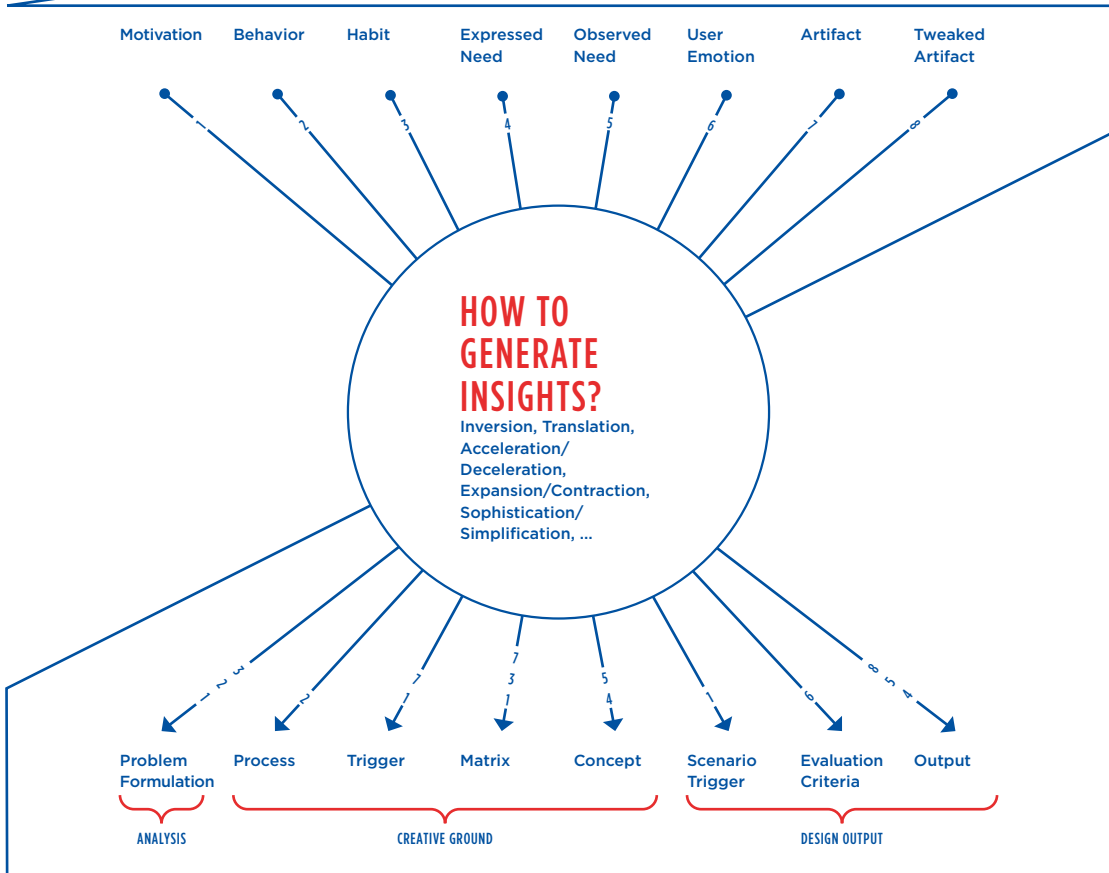 Motivation
Behavior
Habit
Expressed
Need
Observed
Need
User
Emotion
Artifact
Tweaked
Artifact
1
2
3
4
5
6
7
8
HOW TO
GENERATE
INSIGHTS?
Inversion, Translation,
Acceleration/
Deceleration,
Expansion/Contraction,
Sophistication/
Simplification, ...
1 2 3
2
1 7
7
3
1
5
4
1
6
8 5 4
Problem
Formulation
Process
Trigger
Matrix
Concept
Scenario
Trigger
Evaluation
Criteria
Output
ANALYSIS
CREATIVE GROUND
DESIGN OUTPUT